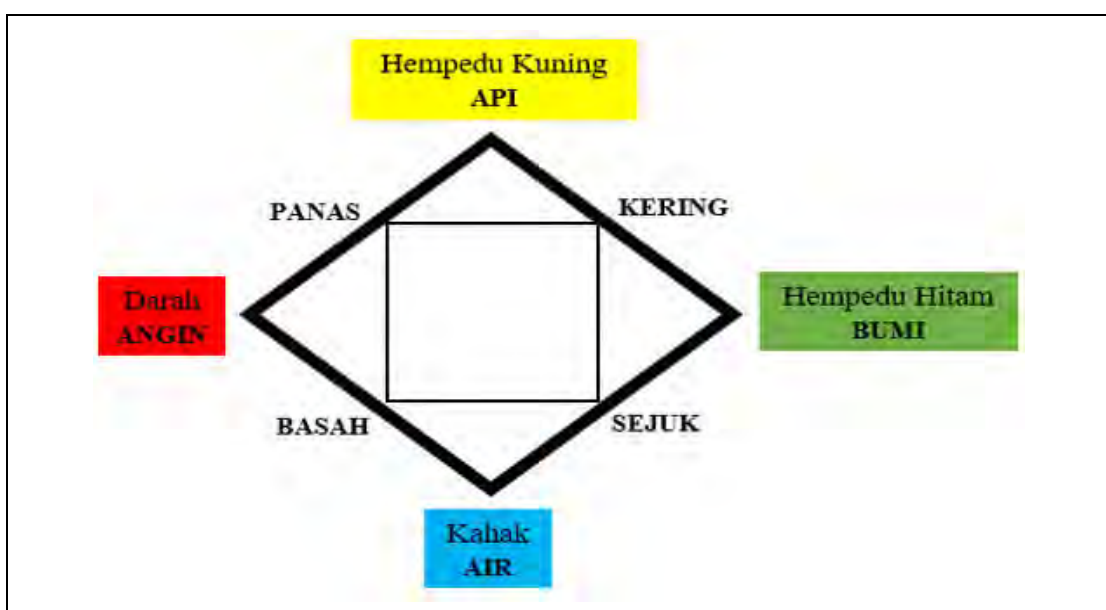 Hempedu Kuning
API
PANAS
KERING
Darah
ANGIN
Hempedu Hitam
BUMI
BASAH
SEJUK
Kahak
AIR